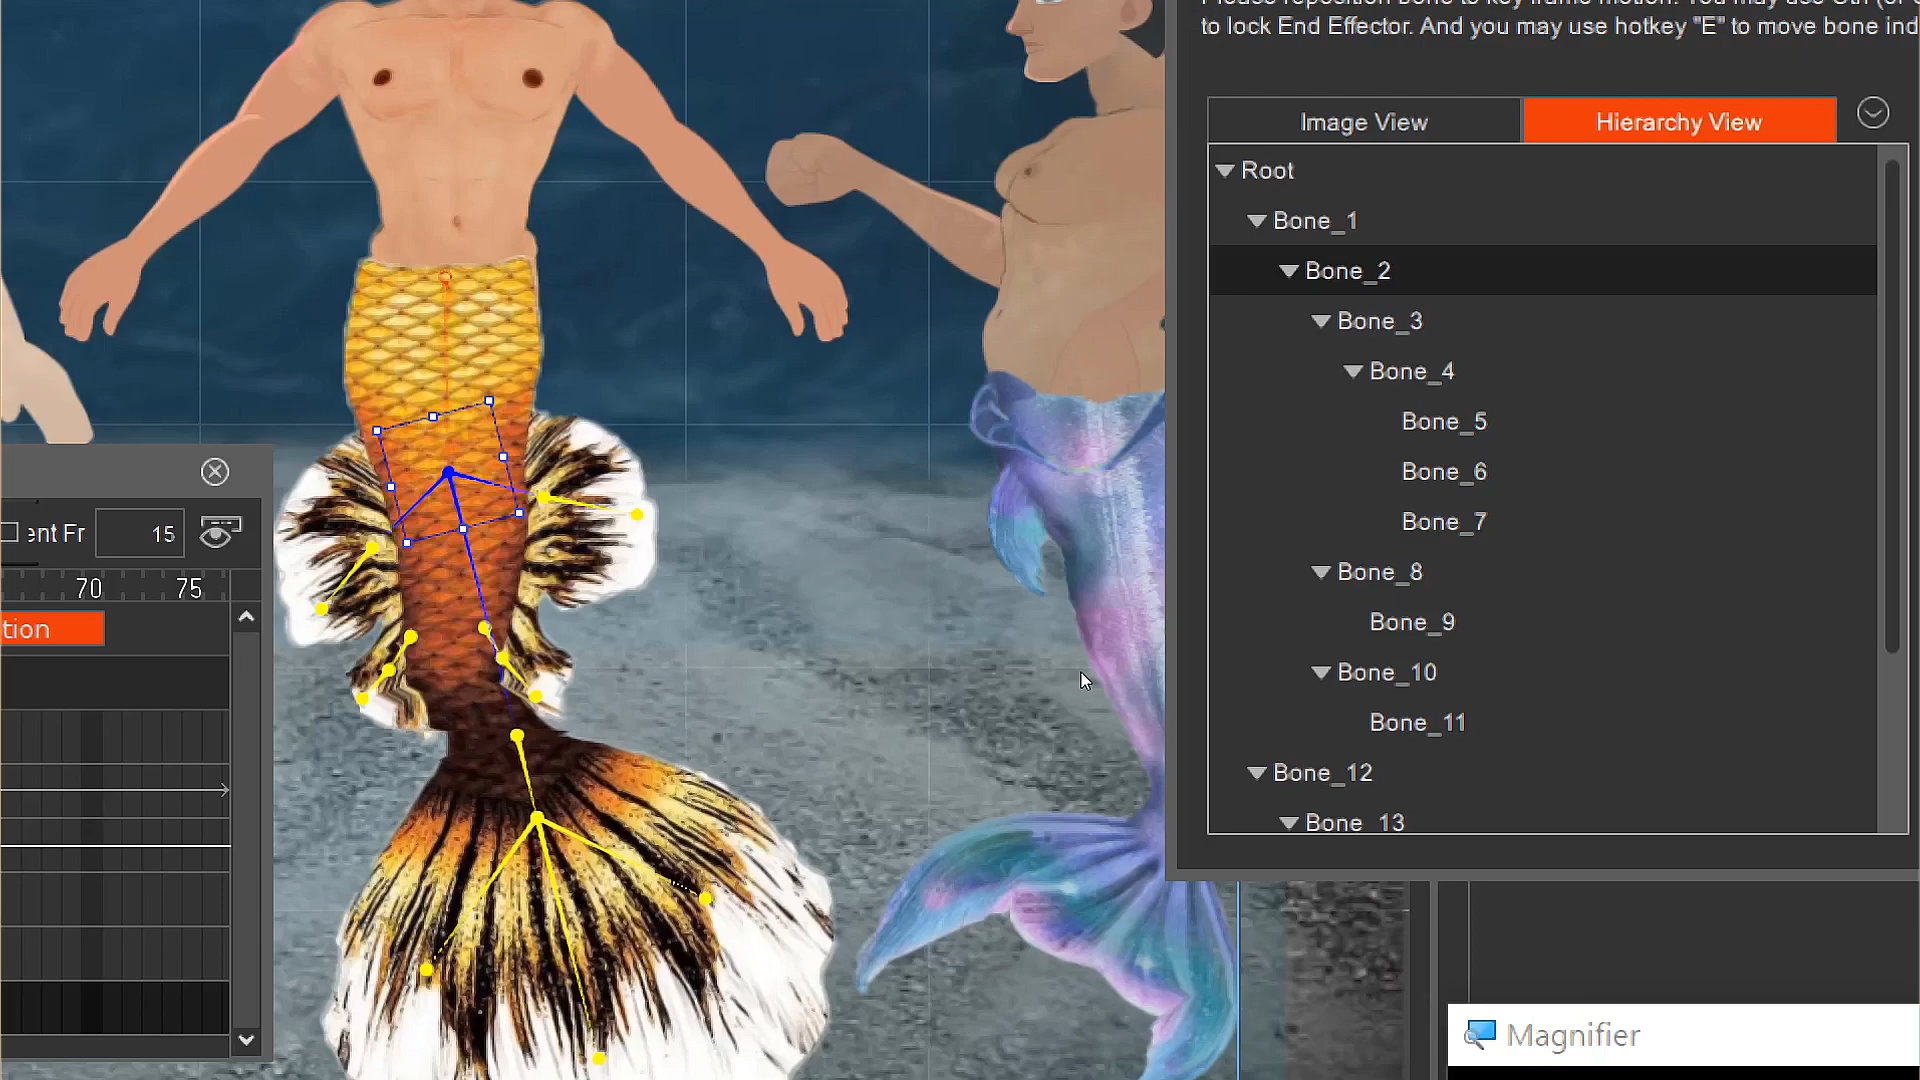 to lock End Effector. And you may use hotkey "E" to move bone ind
Image View
Hierarchy View
Root
Bone_1
Bone_2
Bone_3
Bone_4
Bone_5
Bone_6
Bone_7
Bone_8
Bone_9
Bone_10
Bone_11
Bone_12
Bone_13
ent Fr
15
70
75
tion
Magnifier